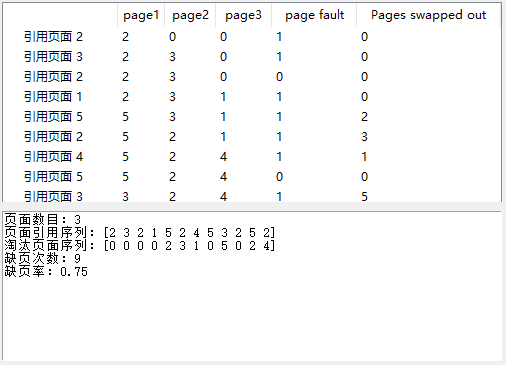 page1 page2 page3 page fault Pages swapped out
引用页面 2 2 0 0 1 0
引用页面 3 2 3 0 1 0
引用页面 2 2 3 0 0 0
引用页面 1 2 3 1 1 0
引用页面 5 5 3 1 1 2
引用页面 2 5 2 1 1 3
引用页面 4 5 2 4 1 1
引用页面 5 5 2 4 0 0
引用页面 3 3 2 4 1 5
页面数目: 3
页面引用序列: [2 3 2 1 5 2 4 5 3 2 5 2]
淘汰页面序列: [0 0 0 0 2 3 1 0 5 0 2 4]
缺页次数: 9
缺页率: 0.75